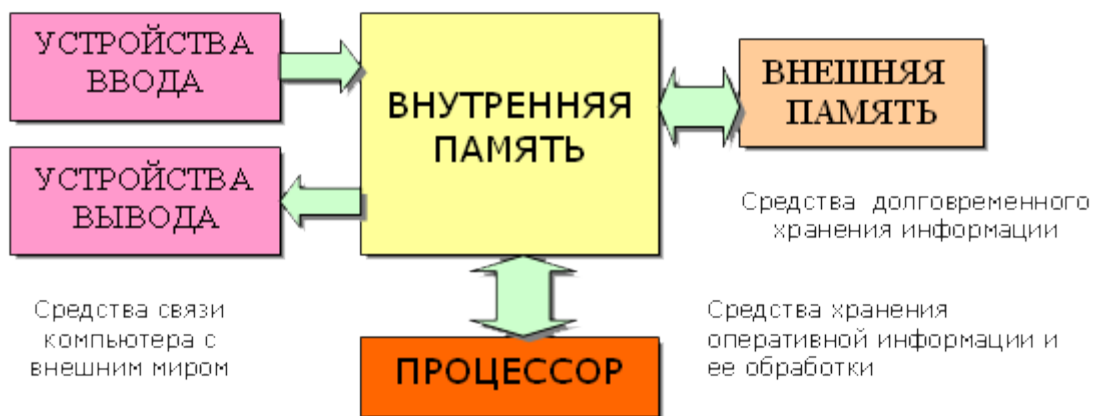 УСТРОЙСТВА
ВВОДА
УСТРОЙСТВА
ВЫВОДА
Средства связи
компьютера с
внешним миром
ВНУТРЕННЯЯ
ПАМЯТЬ
ПРОЦЕССОР
ВНЕШНЯЯ
ПАМЯТЬ
Средства долговременного
хранения информации
Средства хранения
оперативной информации и
ее обработки